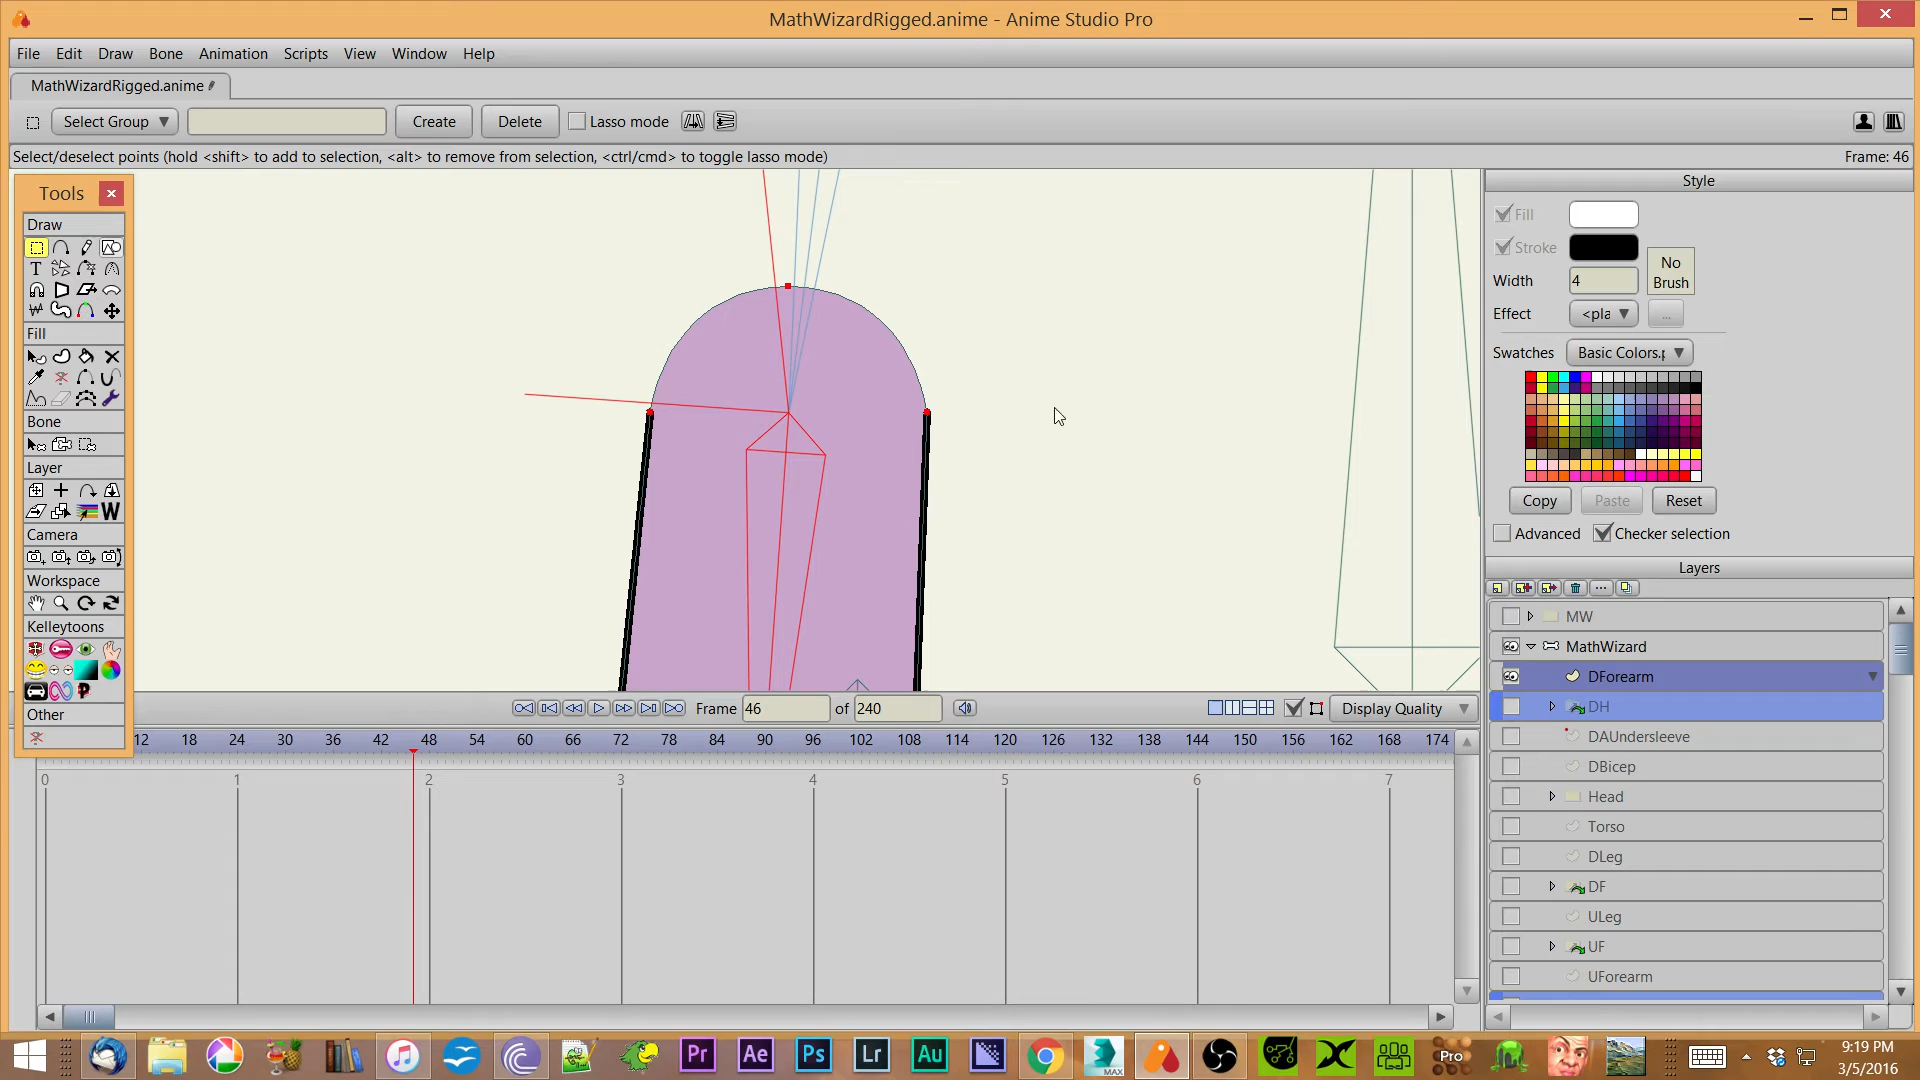 MathWizardRigged.anime - Anime Studio Pro
File Edit Draw Bone Animation Scripts View Window Help
MathWizardRigged.anime
Select Group Create Delete Lasso mode
Select/deselect points (hold <shift> to add to selection, <alt> to remove from selection, <ctrl/cmd> to toggle lasso mode) Frame: 46
Tools
Draw
T
Fill
Bone
Layer
W
Camera
Workspace
Kelleytoons
P
Other
Style
Fill
Stroke
No
Brush
Width 4
Effect <pla ...
Swatches Basic Colors.p
Copy Paste Reset
Advanced Checker selection
Layers
MW
MathWizard
DForearm
DH
DAUndersleeve
DBicep
Head
Torso
DLeg
DF
ULeg
UF
UForearm
Frame 46 of 240 Display Quality
12 18 24 30 36 42 48 54 60 66 72 78 84 90 96 102 108 114 120 126 132 138 144 150 156 162 168 174
0 1 2 3 4 5 6 7
Pr Ae Ps Lr Au MAX Pro
9:19 PM
3/5/2016